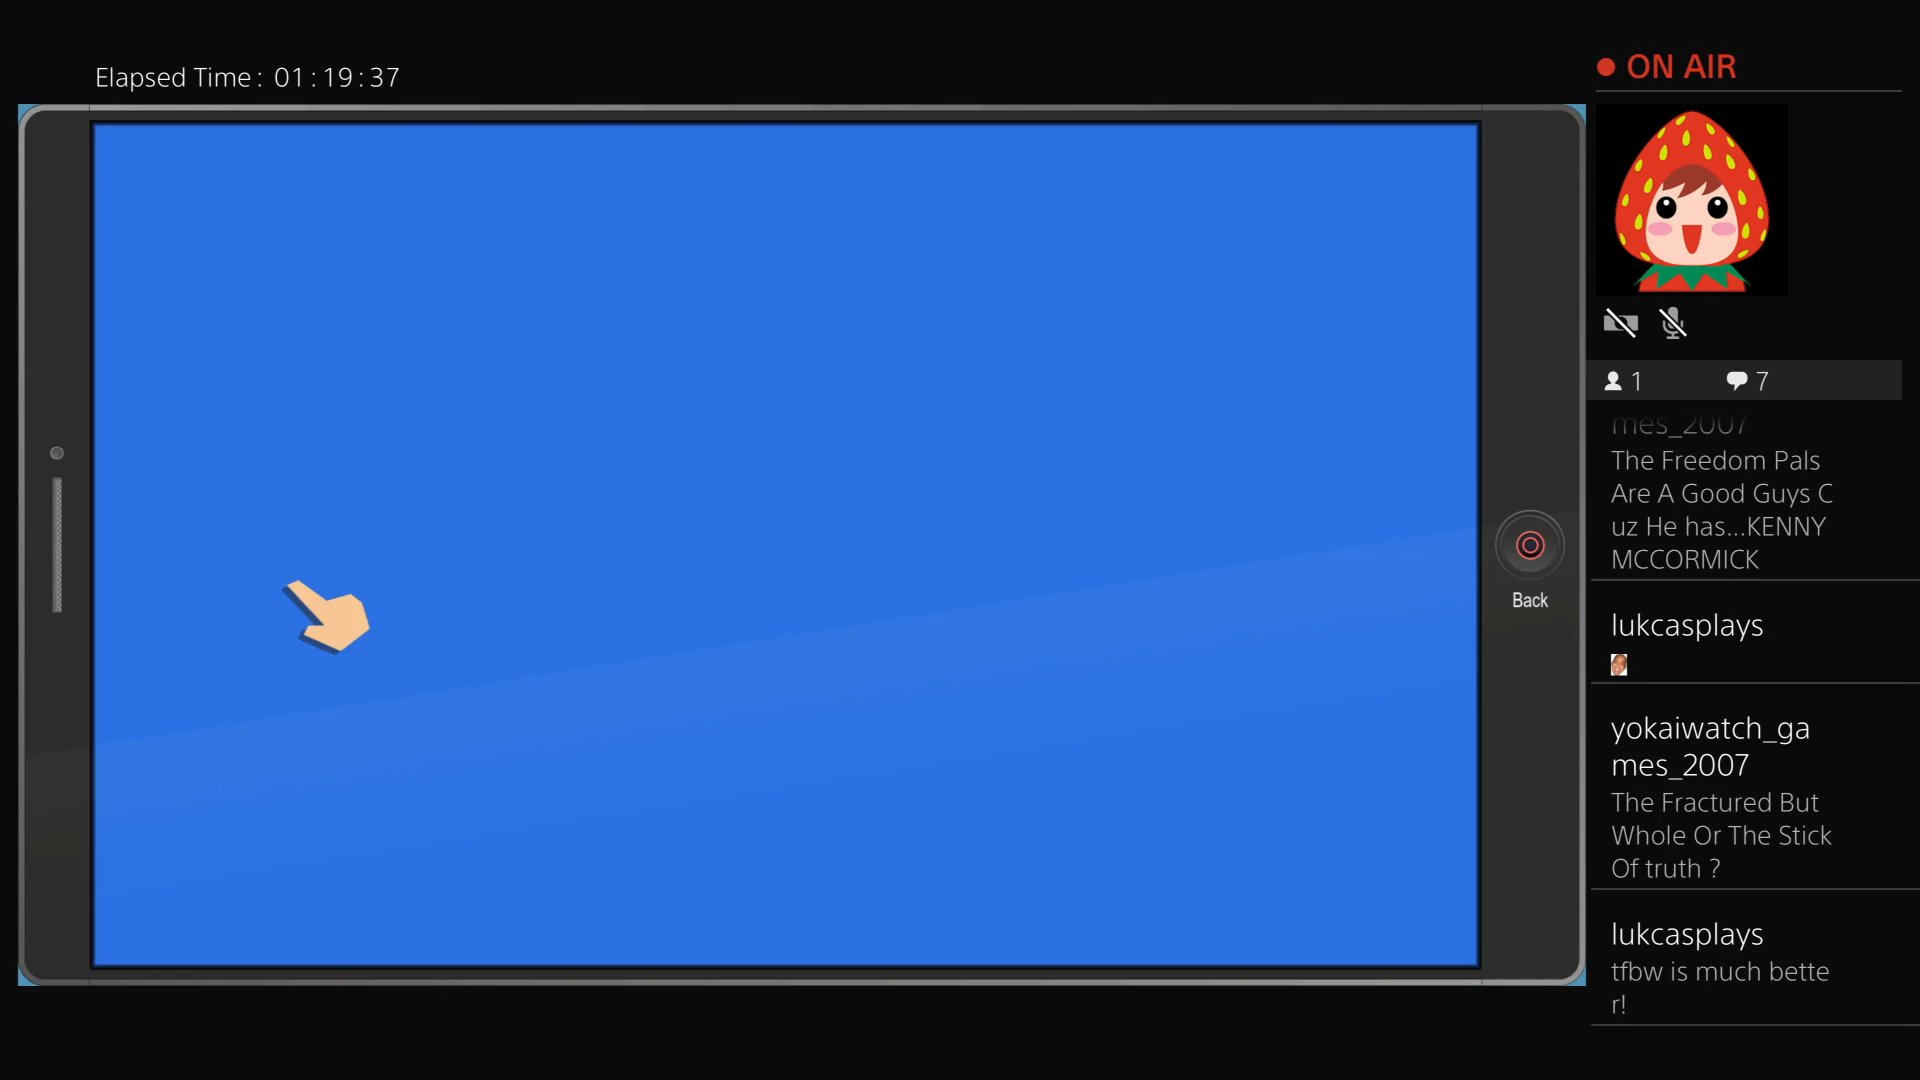 Elapsed Time: 01:19:37
ON AIR
1
7
mes_2007
The Freedom Pals
Are A Good Guys C
uz He has...KENNY
MCCORMICK
Back
lukcasplays
yokaiwatch_ga
mes_2007
The Fractured But
Whole Or The Stick
Of truth ?
lukcasplays
tfbw is much bette
r!